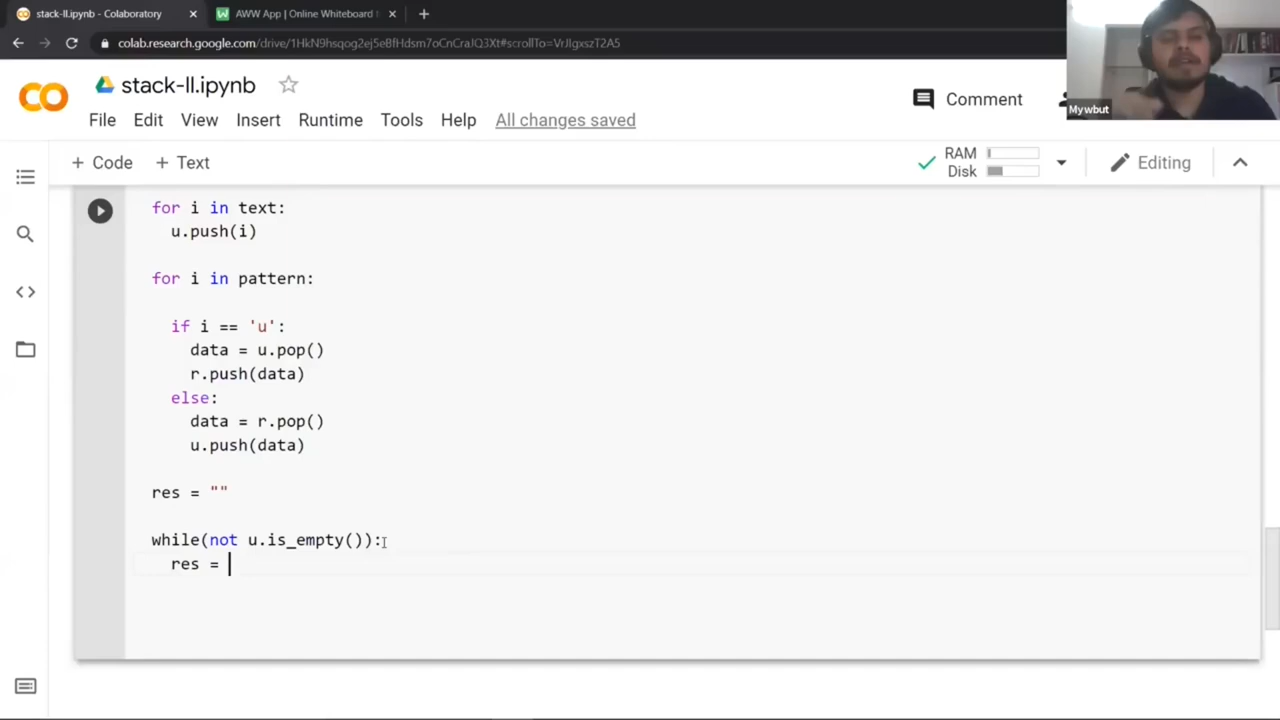 stack-ll.ipynb - Colaboratory
AWW App | Online Whiteboard
colab.research.google.com/drive/1HkN9hsqog2ej5eBfHdsm7oCnCraJQ3Xt#scrollTo=VrJIgxszT2A5
stack-ll.ipynb
Comment
Mywbut
File Edit View Insert Runtime Tools Help All changes saved
+ Code + Text
RAM
Disk
Editing
for i in text:
u.push(i)
for i in pattern:
if i == 'u':
data = u.pop()
r.push(data)
else:
data = r.pop()
u.push(data)
res = ""
while(not u.is_empty()):
res =